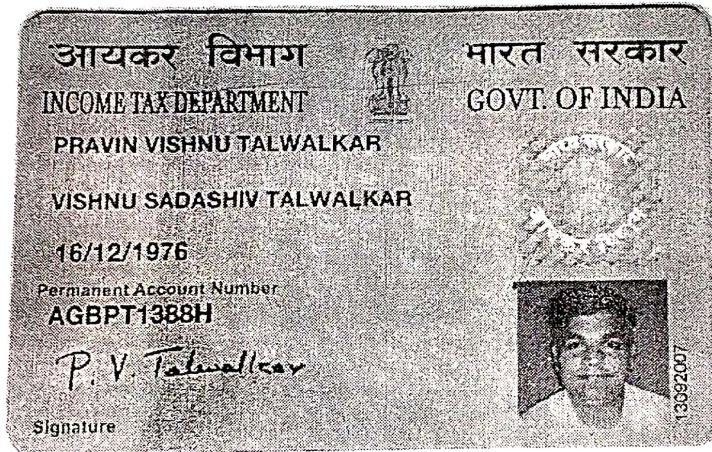 आयकर विभाग
भारत सरकार
INCOME TAX DEPARTMENT
GOVT. OF INDIA
PRAVIN VISHNU TALWALKAR
VISHNU SADASHIV TALWALKAR
16/12/1976
Permanent Account Number
AGBPT1388H
P. V. Talwalkar
Signature
13092007